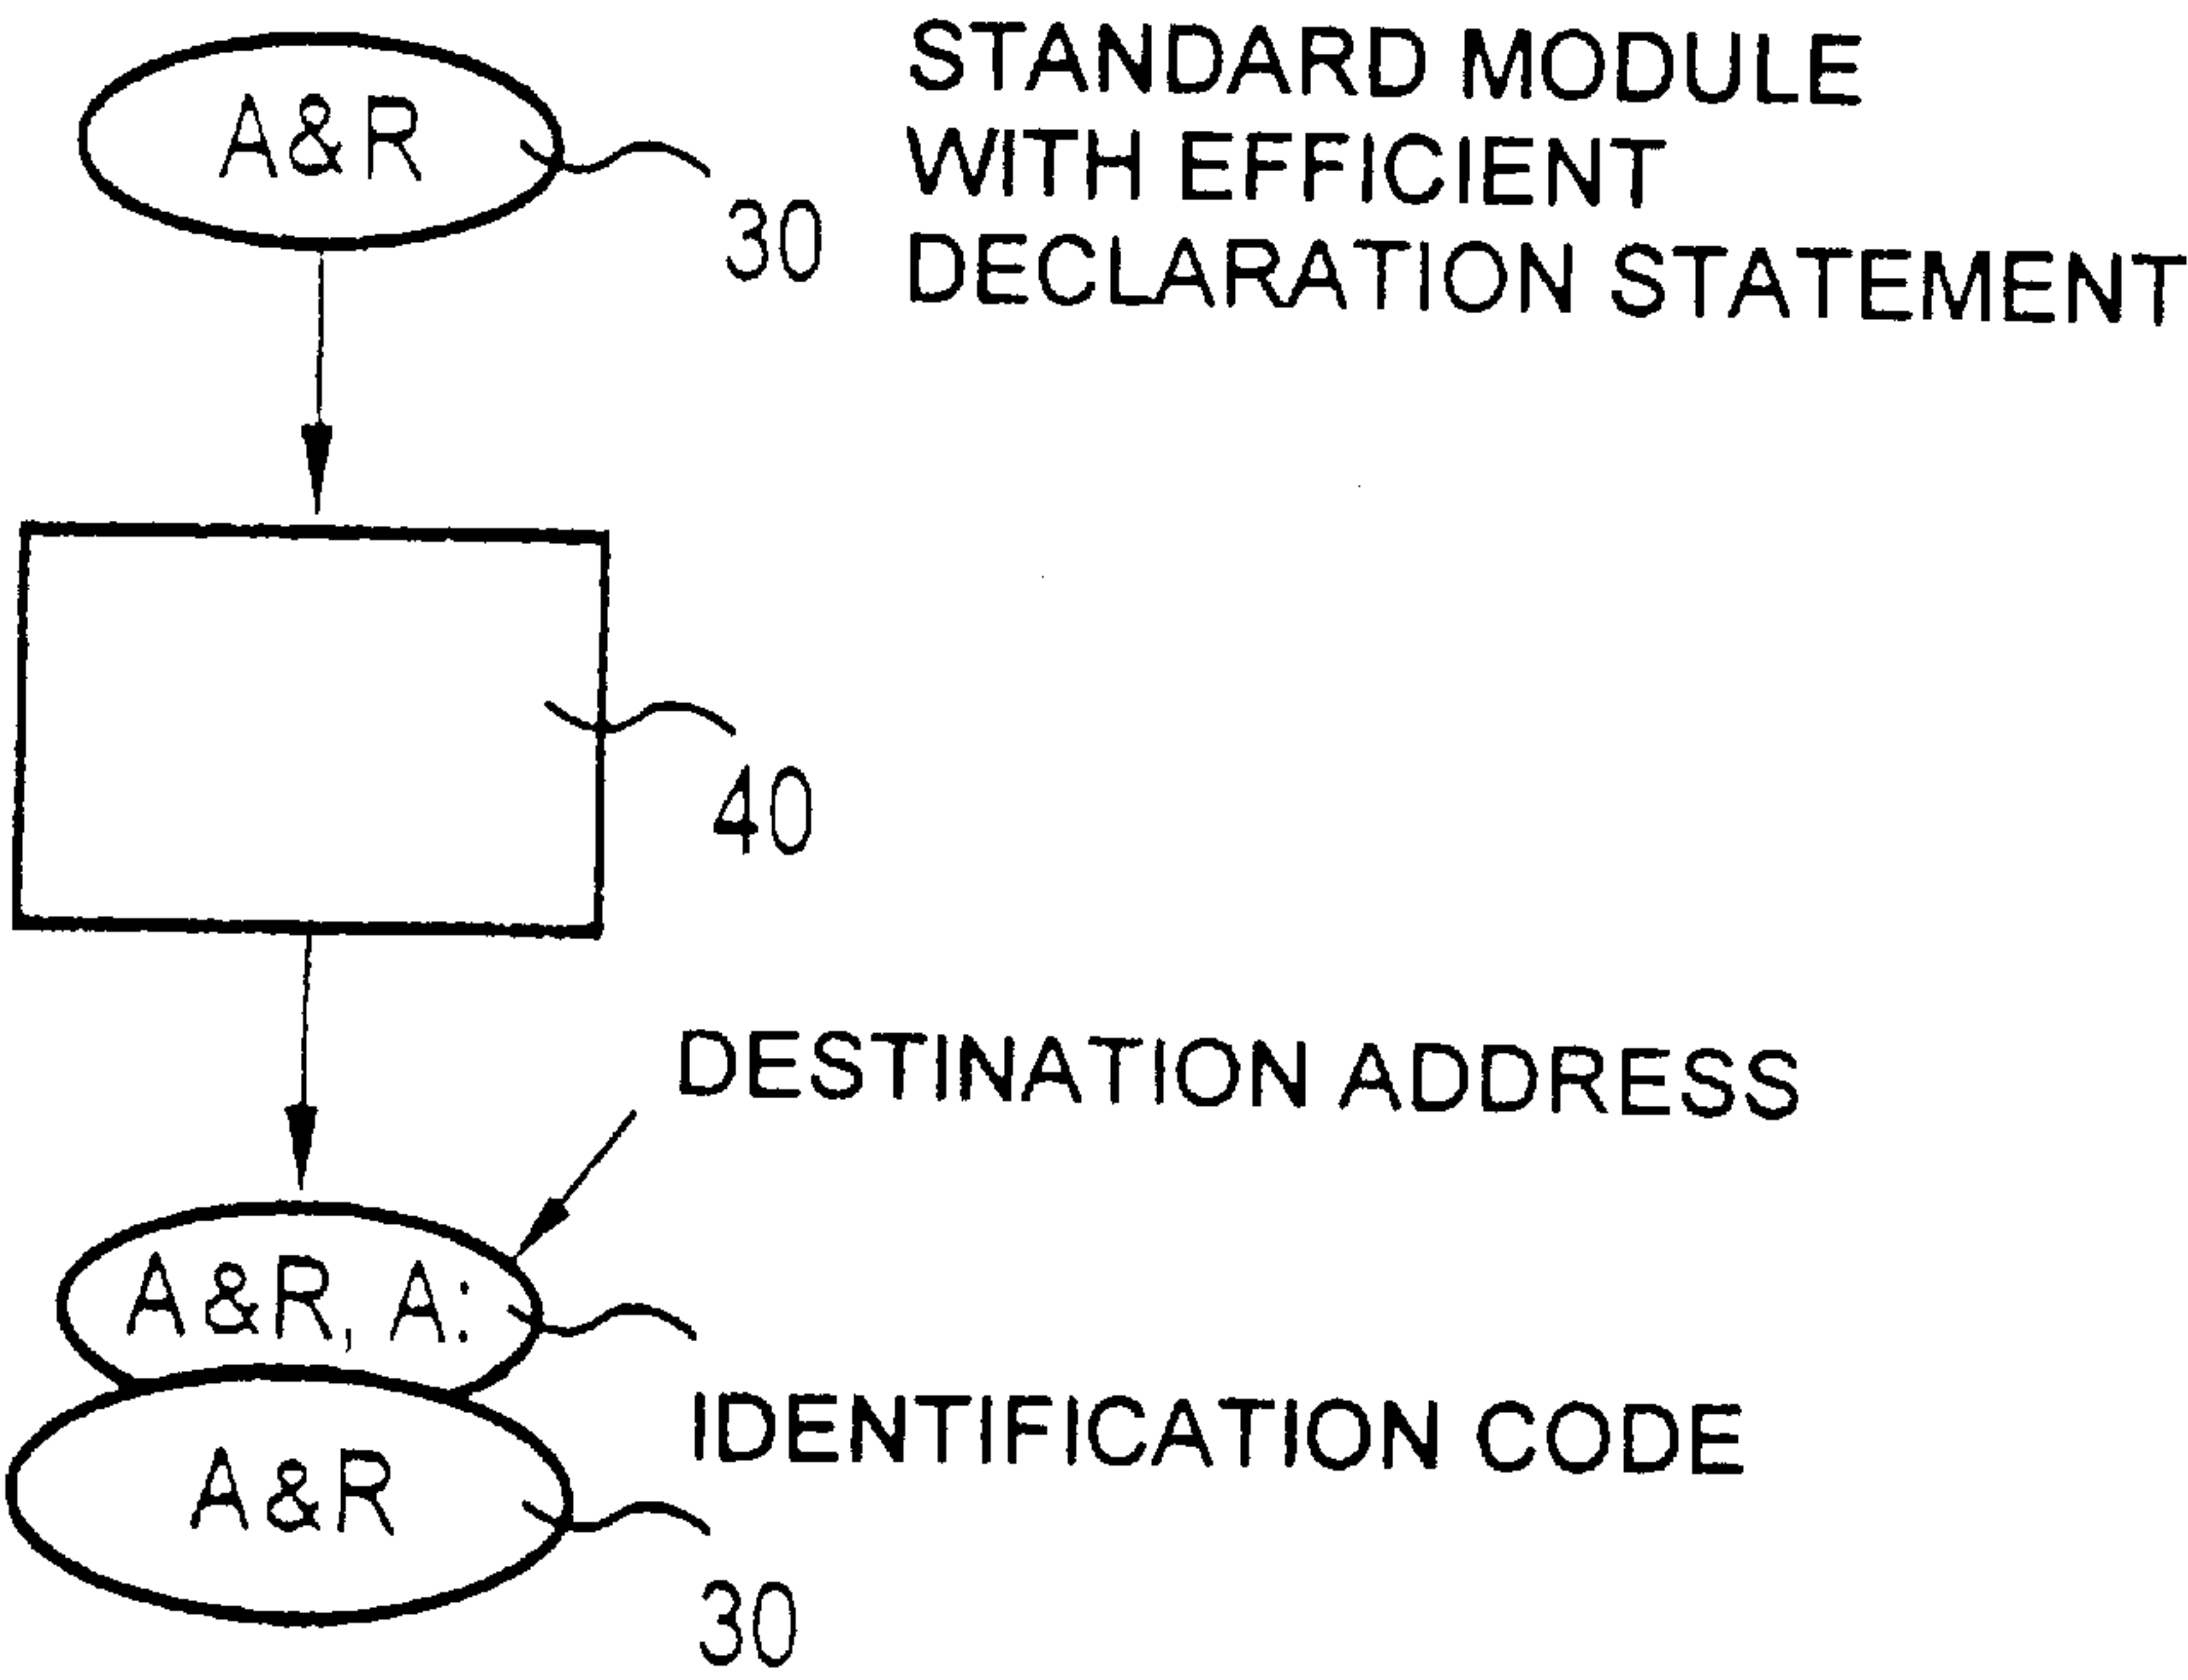 A&R
30
STANDARD MODULE
WITH EFFICIENT
DECLARATION STATEMENT
40
DESTINATION ADDRESS
A&R, A:
IDENTIFICATION CODE
A&R
30